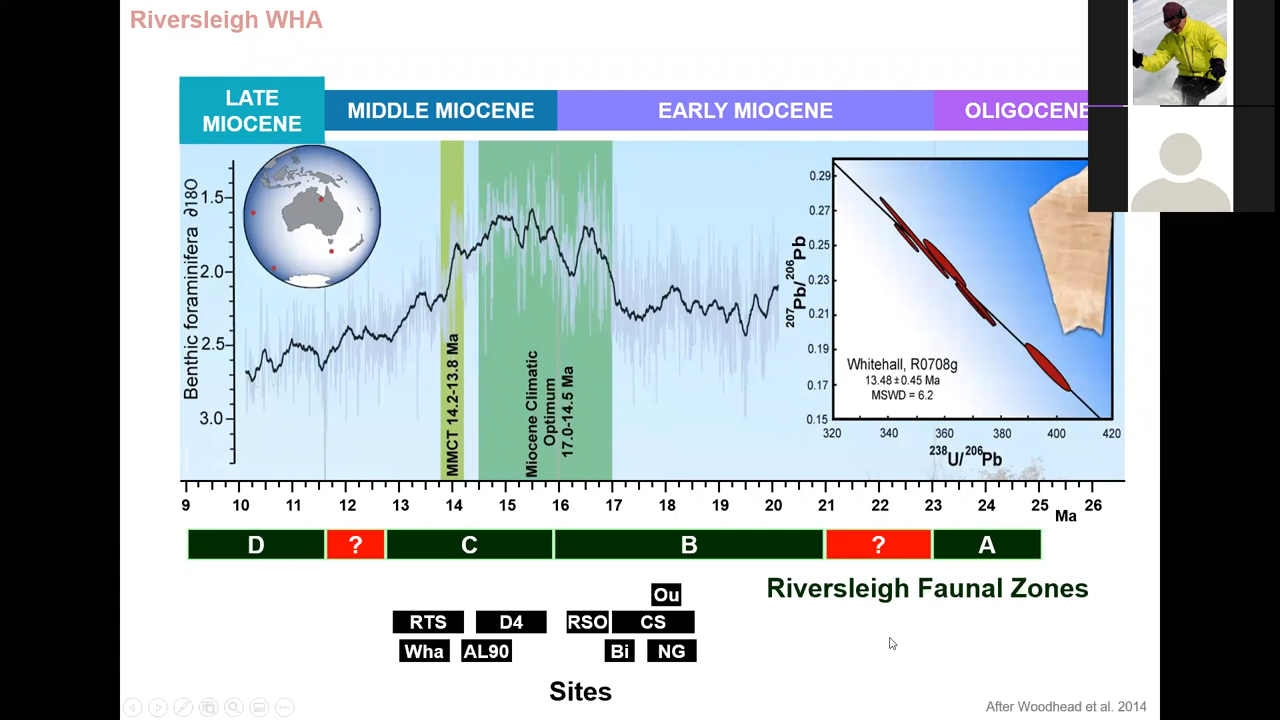 Riversleigh WHA
LATE
MIOCENE
MIDDLE MIOCENE
EARLY MIOCENE
OLIGOCENE
Benthic foraminifera ∂18O
1.5
2.0
2.5
3.0
MMCT 14.2-13.8 Ma
Miocene Climatic
Optimum
17.0-14.5 Ma
207Pb/206Pb
0.29
0.27
0.25
0.23
0.21
0.19
0.17
0.15
Whitehall, R0708g
13.48 ± 0.45 Ma
MSWD = 6.2
320 340 360 380 400 420
238U/206Pb
9 10 11 12 13 14 15 16 17 18 19 20 21 22 23 24 25 26
Ma
D ? C B ? A
Riversleigh Faunal Zones
Ou
RTS D4 RSO CS
Wha AL90 Bi NG
Sites
After Woodhead et al. 2014